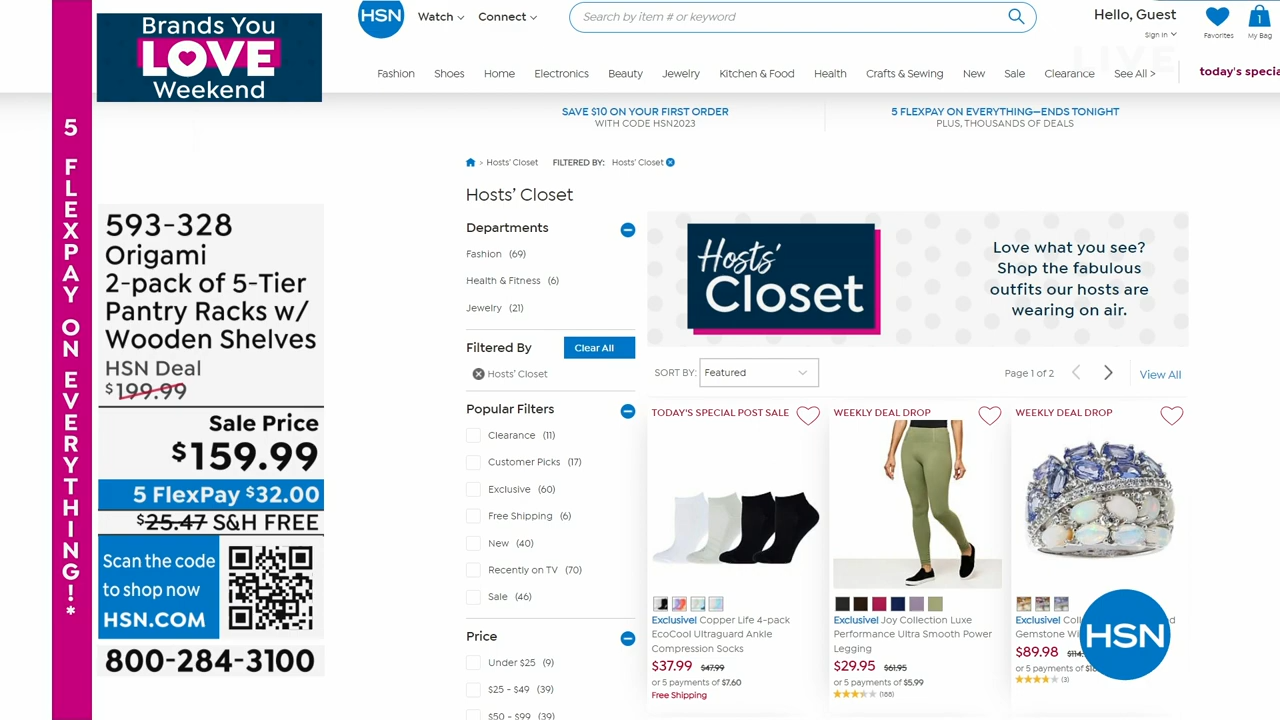 Brands You
LOVE
Weekend
5 FLEXPAY ON EVERYTHING!*
593-328
Origami
2-pack of 5-Tier
Pantry Racks w/
Wooden Shelves
HSN Deal
$199.99
Sale Price
$159.99
5 FlexPay $32.00
$25.47 S&H FREE
Scan the code
to shop now
HSN.COM
800-284-3100
HSN
Watch
Connect
Search by item # or keyword
Hello, Guest
Sign In
Favorites
1
My Bag
LIVE
Fashion Shoes Home Electronics Beauty Jewelry Kitchen & Food Health Crafts & Sewing New Sale Clearance See All >
today's specia
SAVE $10 ON YOUR FIRST ORDER
WITH CODE HSN2023
5 FLEXPAY ON EVERYTHING—ENDS TONIGHT
PLUS, THOUSANDS OF DEALS
> Hosts' Closet FILTERED BY: Hosts' Closet
Hosts' Closet
Departments
Fashion (69)
Health & Fitness (6)
Jewelry (21)
Filtered By
Clear All
Hosts' Closet
Popular Filters
Clearance (11)
Customer Picks (17)
Exclusive (60)
Free Shipping (6)
New (40)
Recently on TV (70)
Sale (46)
Price
Under $25 (9)
$25 - $49 (39)
$50 - $99 (39)
Hosts'
Closet
Love what you see?
Shop the fabulous
outfits our hosts are
wearing on air.
SORT BY: Featured
Page 1 of 2
View All
TODAY'S SPECIAL POST SALE
Exclusive! Copper Life 4-pack
EcoCool Ultraguard Ankle
Compression Socks
$37.99 $47.99
or 5 payments of $7.60
Free Shipping
WEEKLY DEAL DROP
Exclusive! Joy Collection Luxe
Performance Ultra Smooth Power
Legging
$29.95 $61.95
or 5 payments of $5.99
(186)
WEEKLY DEAL DROP
Exclusive!
Gemstone
$89.98
or 5 payments of
(3)
HSN